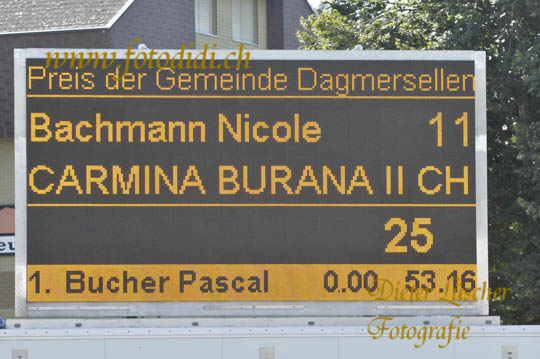 www.fotodidi.ch
Preis der Gemeinde Dagmersellen
Bachmann Nicole 11
CARMINA BURANA II CH
25
1. Bucher Pascal 0.00 53.16
Dieter Lüscher
Fotografie